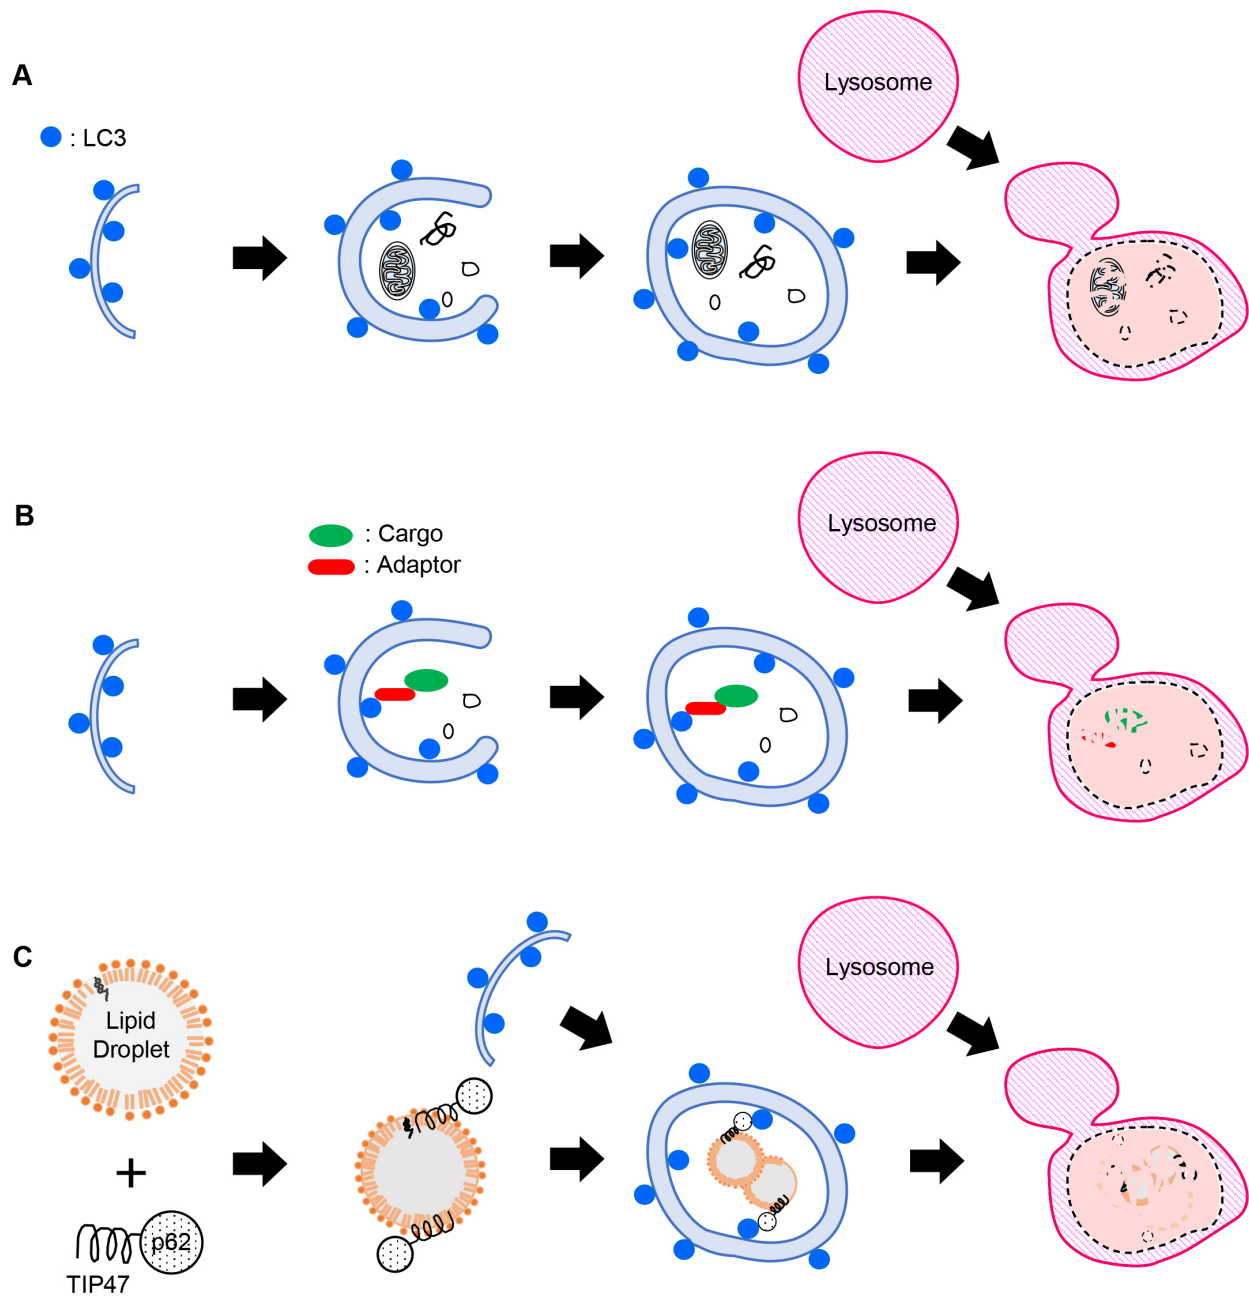 A
Lysosome
: LC3
B
Lysosome
: Cargo
: Adaptor
C
Lysosome
Lipid
Droplet
+
p62
TIP47